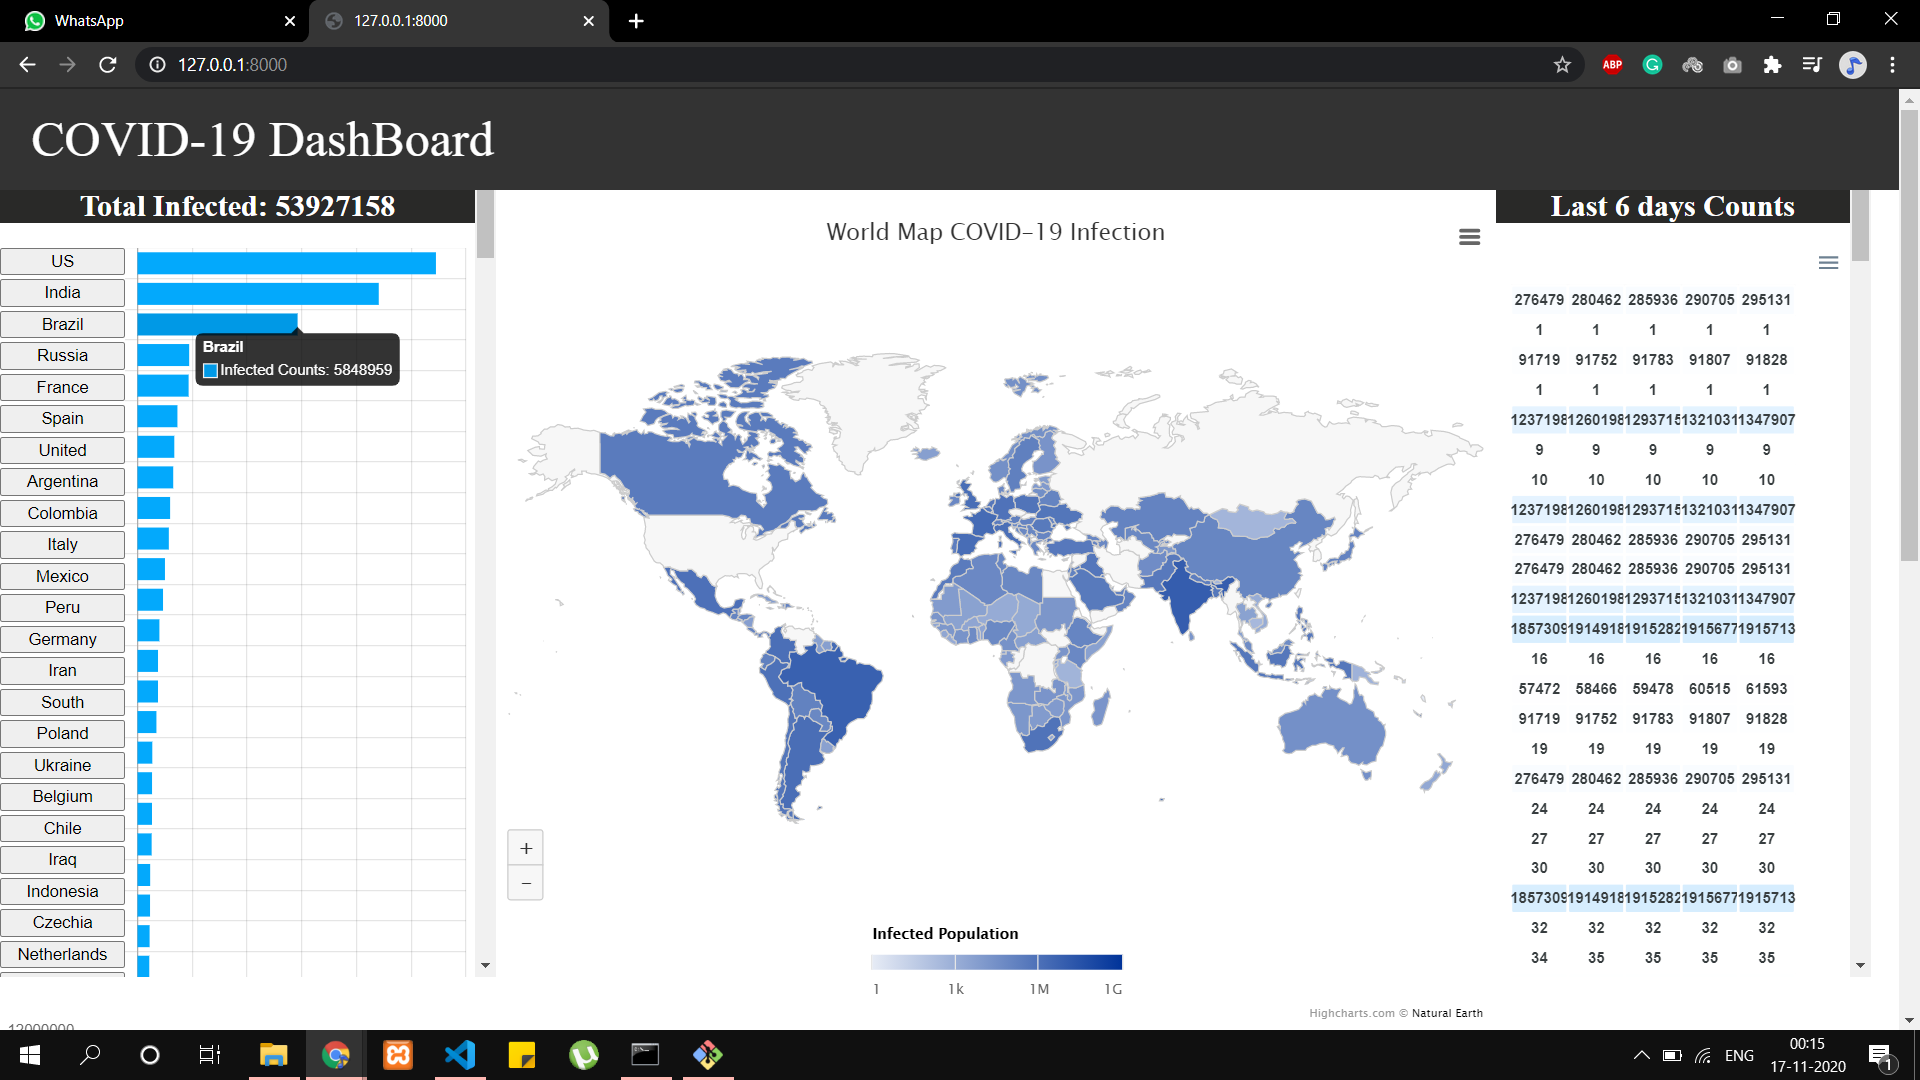 WhatsApp
127.0.0.1:8000
127.0.0.1:8000
ABP
COVID-19 DashBoard
Total Infected: 53927158
US
India
Brazil
Russia
France
Spain
United
Argentina
Colombia
Italy
Mexico
Peru
Germany
Iran
South
Poland
Ukraine
Belgium
Chile
Iraq
Indonesia
Czechia
Netherlands
Brazil
Infected Counts: 5848959
World Map COVID-19 Infection
+
−
Infected Population
1 1k 1M 1G
Highcharts.com © Natural Earth
Last 6 days Counts
276479 280462 285936 290705 295131
1 1 1 1 1
91719 91752 91783 91807 91828
1 1 1 1 1
1237198 1260198 1293715 1321031 1347907
9 9 9 9 9
10 10 10 10 10
1237198 1260198 1293715 1321031 1347907
276479 280462 285936 290705 295131
276479 280462 285936 290705 295131
1237198 1260198 1293715 1321031 1347907
1857309 1914918 1915282 1915677 1915713
16 16 16 16 16
57472 58466 59478 60515 61593
91719 91752 91783 91807 91828
19 19 19 19 19
276479 280462 285936 290705 295131
24 24 24 24 24
27 27 27 27 27
30 30 30 30 30
1857309 1914918 1915282 1915677 1915713
32 32 32 32 32
34 35 35 35 35
12000000
ENG
00:15
17-11-2020
1